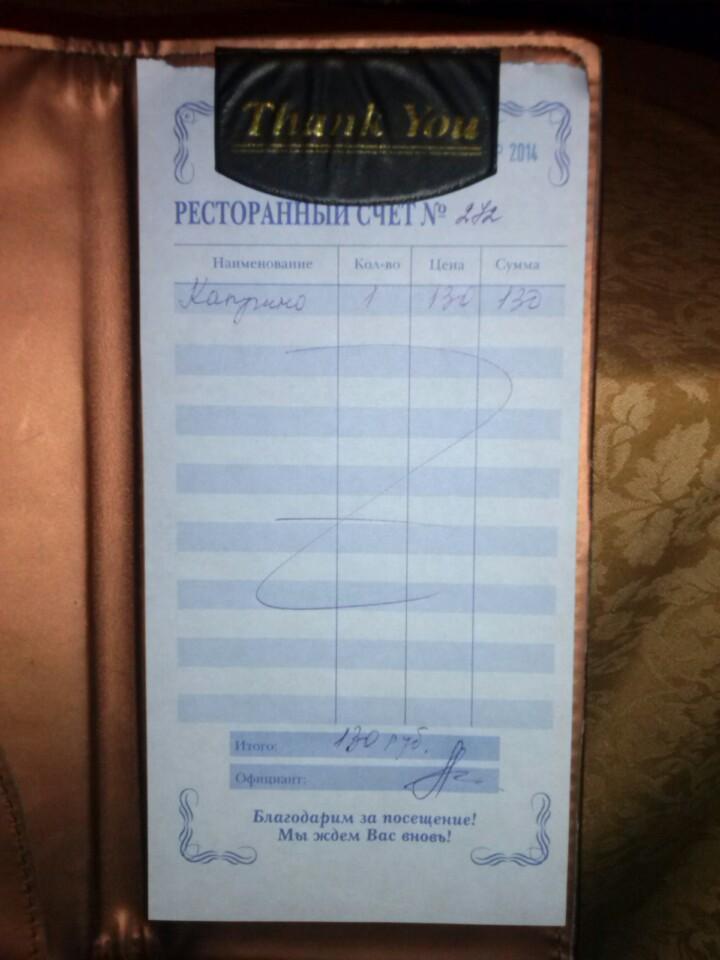 Thank You
2014
РЕСТОРАННЫЙ СЧЕТ № 272
Наименование Кол-во Цена Сумма
Каприно 1 130 130
Итого: 130 руб.
Официант:
Благодарим за посещение!
Мы ждем Вас вновь!